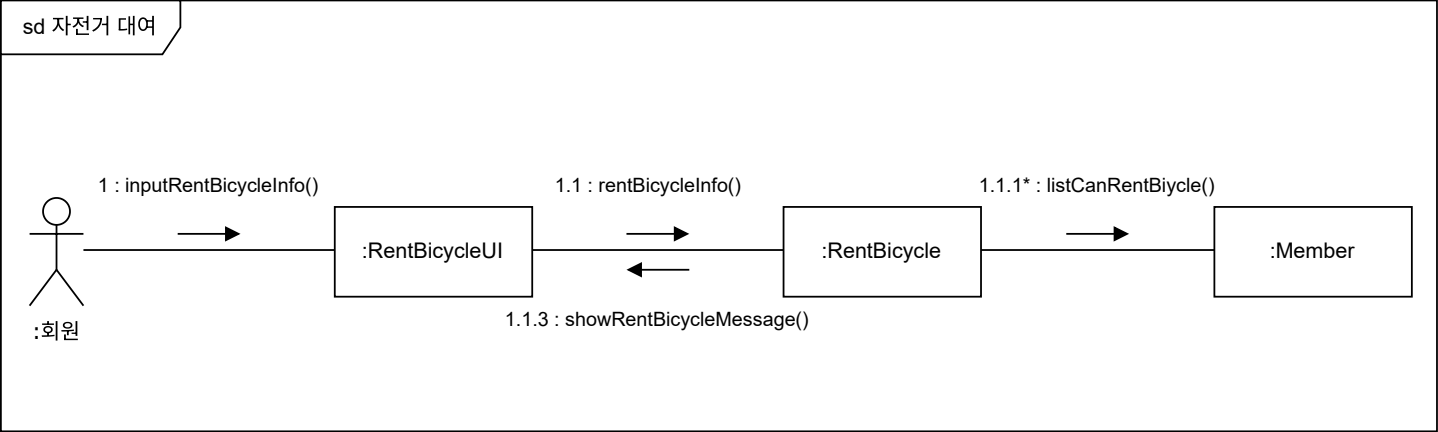 sd 자전거 대여
1 : inputRentBicycleInfo()
1.1 : rentBicycleInfo()
1.1.1* : listCanRentBiycle()
:RentBicycleUI
:RentBicycle
:Member
1.1.3 : showRentBicycleMessage()
:회원